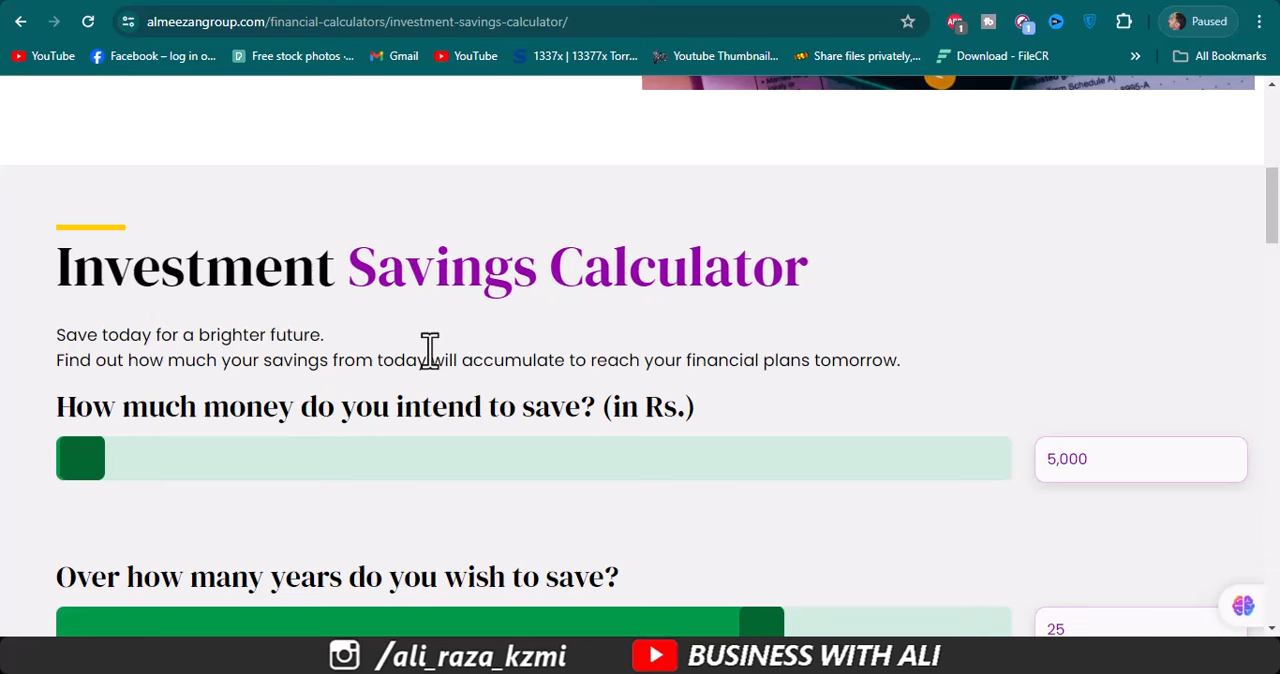 almeezangroup.com/financial-calculators/investment-savings-calculator/
ABP
1
tb
1
Paused
YouTube
Facebook – log in o...
Free stock photos ·...
Gmail
YouTube
1337x | 13377x Torr...
Youtube Thumbnail...
Share files privately,...
Download - FileCR
»
All Bookmarks
Investment Savings Calculator
Save today for a brighter future.
Find out how much your savings from today will accumulate to reach your financial plans tomorrow.
How much money do you intend to save? (in Rs.)
5,000
Over how many years do you wish to save?
25
/ali_raza_kzmi
BUSINESS WITH ALI